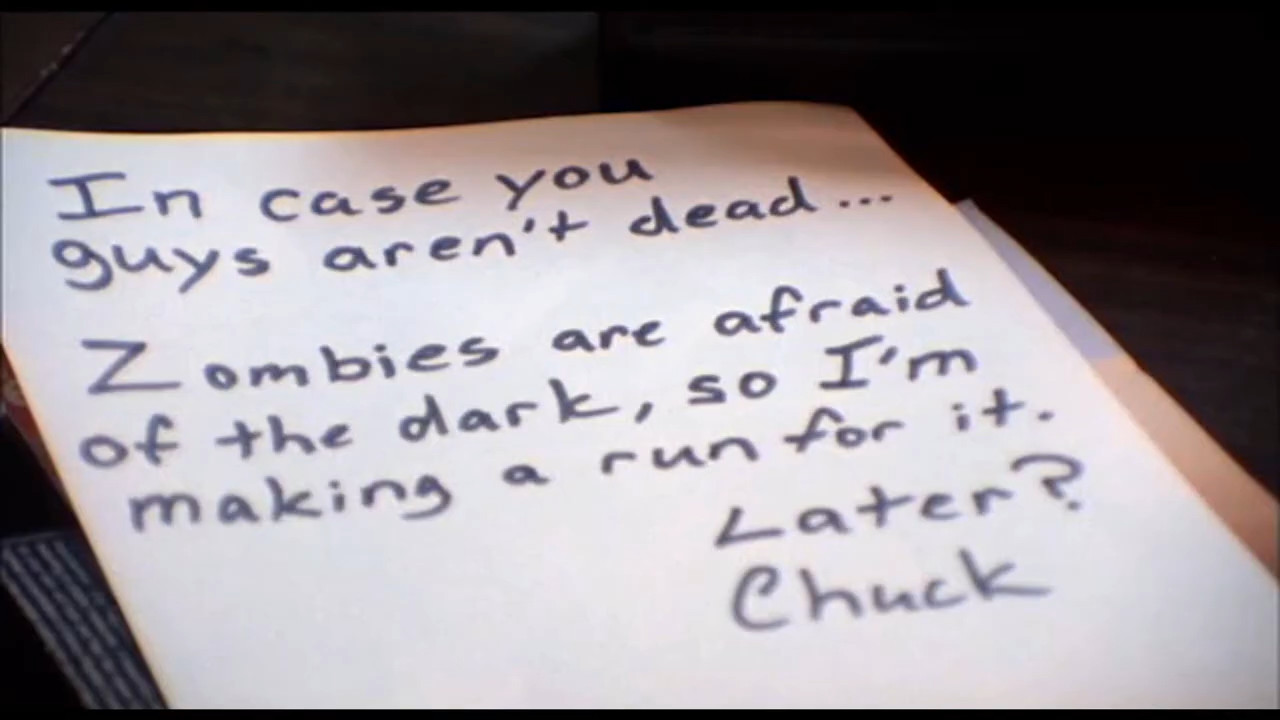 In case you
guys aren't dead...
Zombies are afraid
of the dark, so I'm
making a run for it.
Later?
Chuck